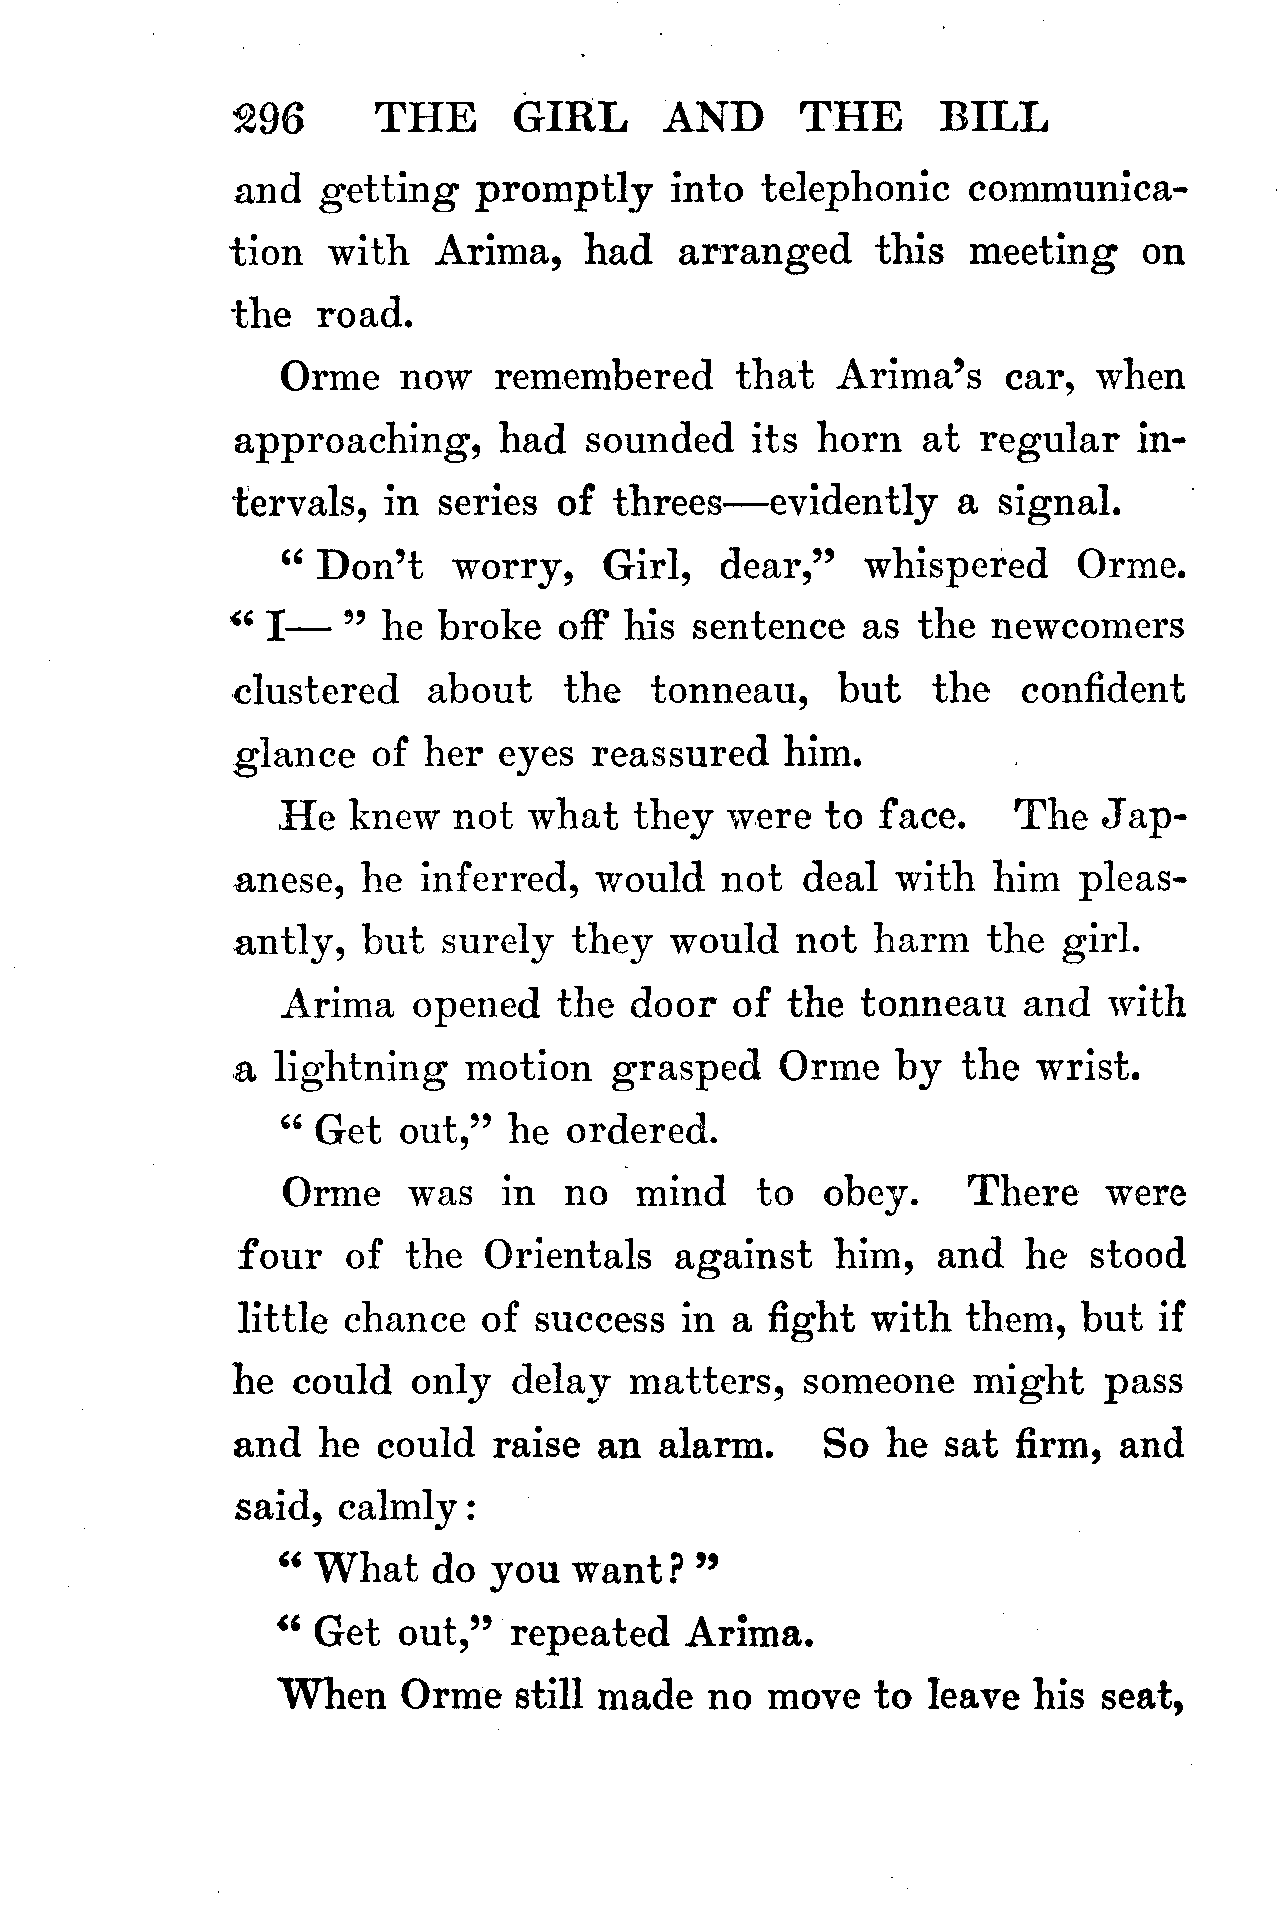 296 THE GIRL AND THE BILL
and getting promptly into telephonic communica-
tion with Arima, had arranged this meeting on
the road.
Orme now remembered that Arima's car, when
approaching, had sounded its horn at regular in-
tervals, in series of threes—evidently a signal.
" Don't worry, Girl, dear," whispered Orme.
" I— " he broke off his sentence as the newcomers
clustered about the tonneau, but the confident
glance of her eyes reassured him.
He knew not what they were to face. The Jap-
anese, he inferred, would not deal with him pleas-
antly, but surely they would not harm the girl.
Arima opened the door of the tonneau and with
a lightning motion grasped Orme by the wrist.
" Get out," he ordered.
Orme was in no mind to obey. There were
four of the Orientals against him, and he stood
little chance of success in a fight with them, but if
he could only delay matters, someone might pass
and he could raise an alarm. So he sat firm, and
said, calmly:
" What do you want? "
" Get out," repeated Arima.
When Orme still made no move to leave his seat,